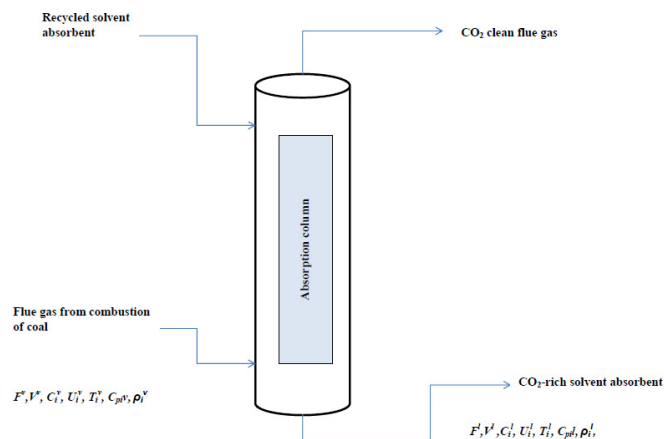 Recycled solvent
absorbent
CO₂ clean flue gas
Absorption column
Flue gas from combustion
of coal
Fᵛ,Vᵛ, Cᵢᵛ, Uᵢᵛ, Tᵢᵛ, Cₚᵢᵥ, ρᵢᵛ
CO₂-rich solvent absorbent
Fˡ,Vˡ ,Cᵢˡ, Uᵢˡ, Tᵢˡ, Cₚᵢˡ, ρᵢˡ,